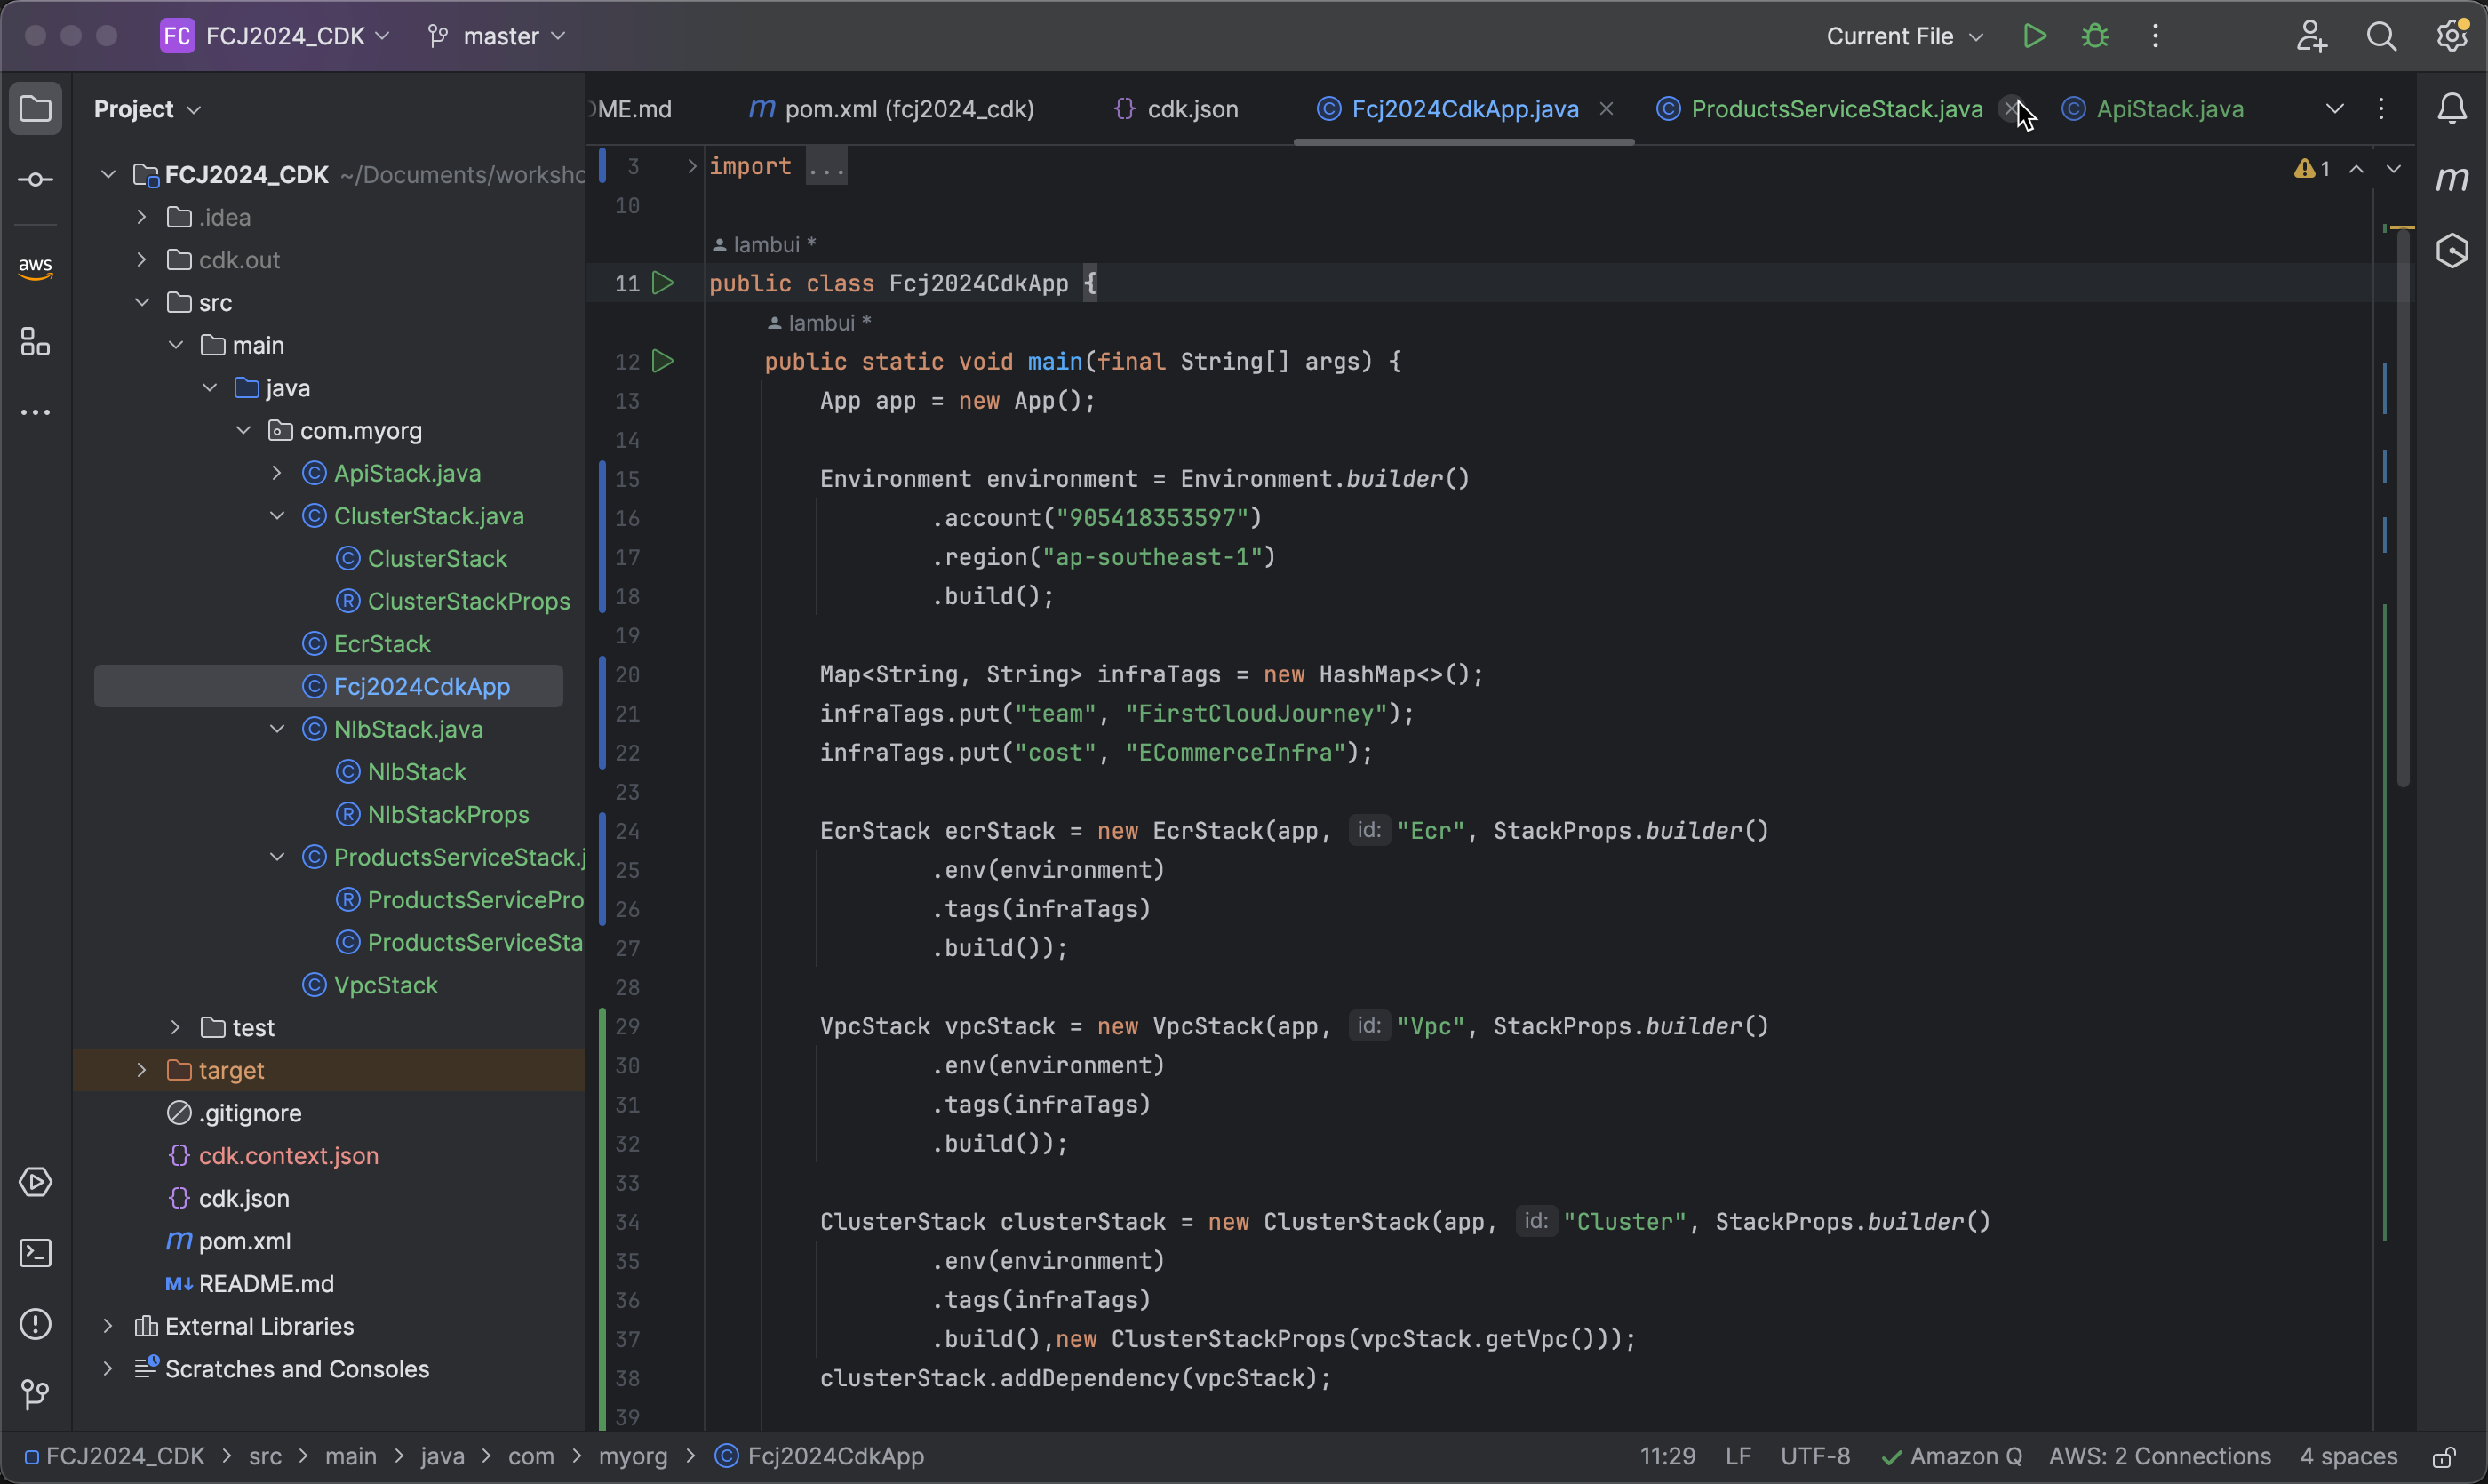 FC FCJ2024_CDK master Current File
Project
FCJ2024_CDK ~/Documents/worksho
.idea
cdk.out
src
main
java
com.myorg
ApiStack.java
ClusterStack.java
ClusterStack
ClusterStackProps
EcrStack
Fcj2024CdkApp
NlbStack.java
NlbStack
NlbStackProps
ProductsServiceStack.j
ProductsServicePro
ProductsServiceSta
VpcStack
test
target
.gitignore
cdk.context.json
cdk.json
pom.xml
README.md
External Libraries
Scratches and Consoles
aws
ME.md pom.xml (fcj2024_cdk) cdk.json Fcj2024CdkApp.java ProductsServiceStack.java ApiStack.java
1
3 import ...
10
lambui *
11 public class Fcj2024CdkApp {
lambui *
12 public static void main(final String[] args) {
13 App app = new App();
14
15 Environment environment = Environment.builder()
16 .account("905418353597")
17 .region("ap-southeast-1")
18 .build();
19
20 Map<String, String> infraTags = new HashMap<>();
21 infraTags.put("team", "FirstCloudJourney");
22 infraTags.put("cost", "ECommerceInfra");
23
24 EcrStack ecrStack = new EcrStack(app, id: "Ecr", StackProps.builder()
25 .env(environment)
26 .tags(infraTags)
27 .build());
28
29 VpcStack vpcStack = new VpcStack(app, id: "Vpc", StackProps.builder()
30 .env(environment)
31 .tags(infraTags)
32 .build());
33
34 ClusterStack clusterStack = new ClusterStack(app, id: "Cluster", StackProps.builder()
35 .env(environment)
36 .tags(infraTags)
37 .build(),new ClusterStackProps(vpcStack.getVpc()));
38 clusterStack.addDependency(vpcStack);
39
FCJ2024_CDK > src > main > java > com > myorg > Fcj2024CdkApp 11:29 LF UTF-8 Amazon Q AWS: 2 Connections 4 spaces